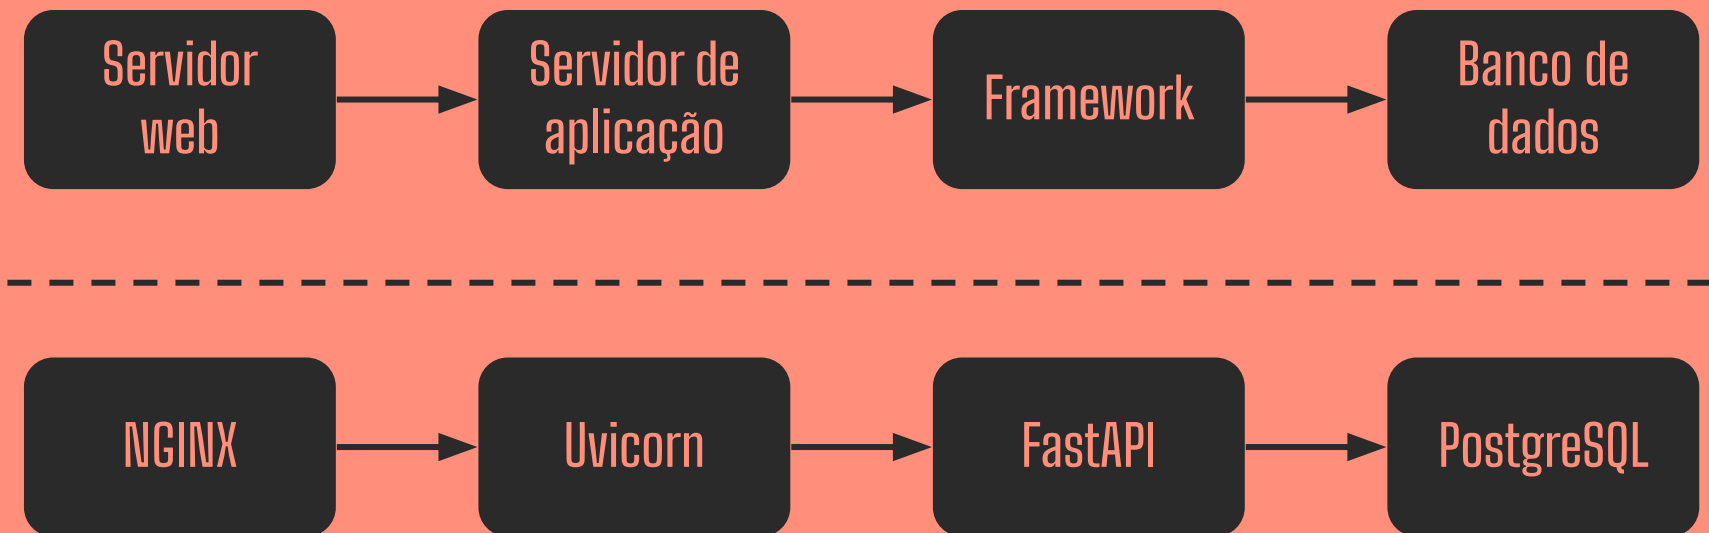 Servidor
web
Servidor de
aplicação
Framework
Banco de
dados
NGINX
Uvicorn
FastAPI
PostgreSQL